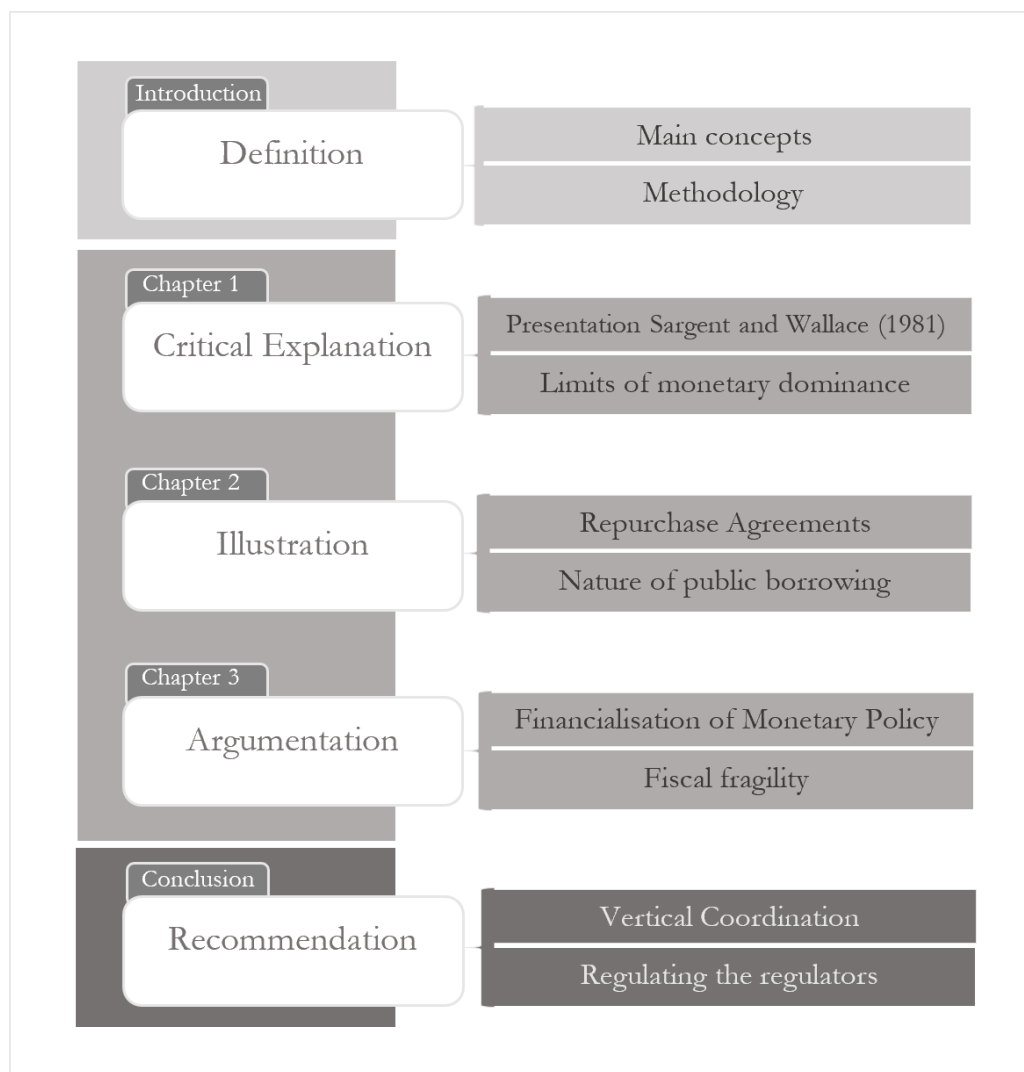 Introduction
Definition
Main concepts
Methodology
Chapter 1
Critical Explanation
Presentation Sargent and Wallace (1981)
Limits of monetary dominance
Chapter 2
Illustration
Repurchase Agreements
Nature of public borrowing
Chapter 3
Argumentation
Financialisation of Monetary Policy
Fiscal fragility
Conclusion
Recommendation
Vertical Coordination
Regulating the regulators